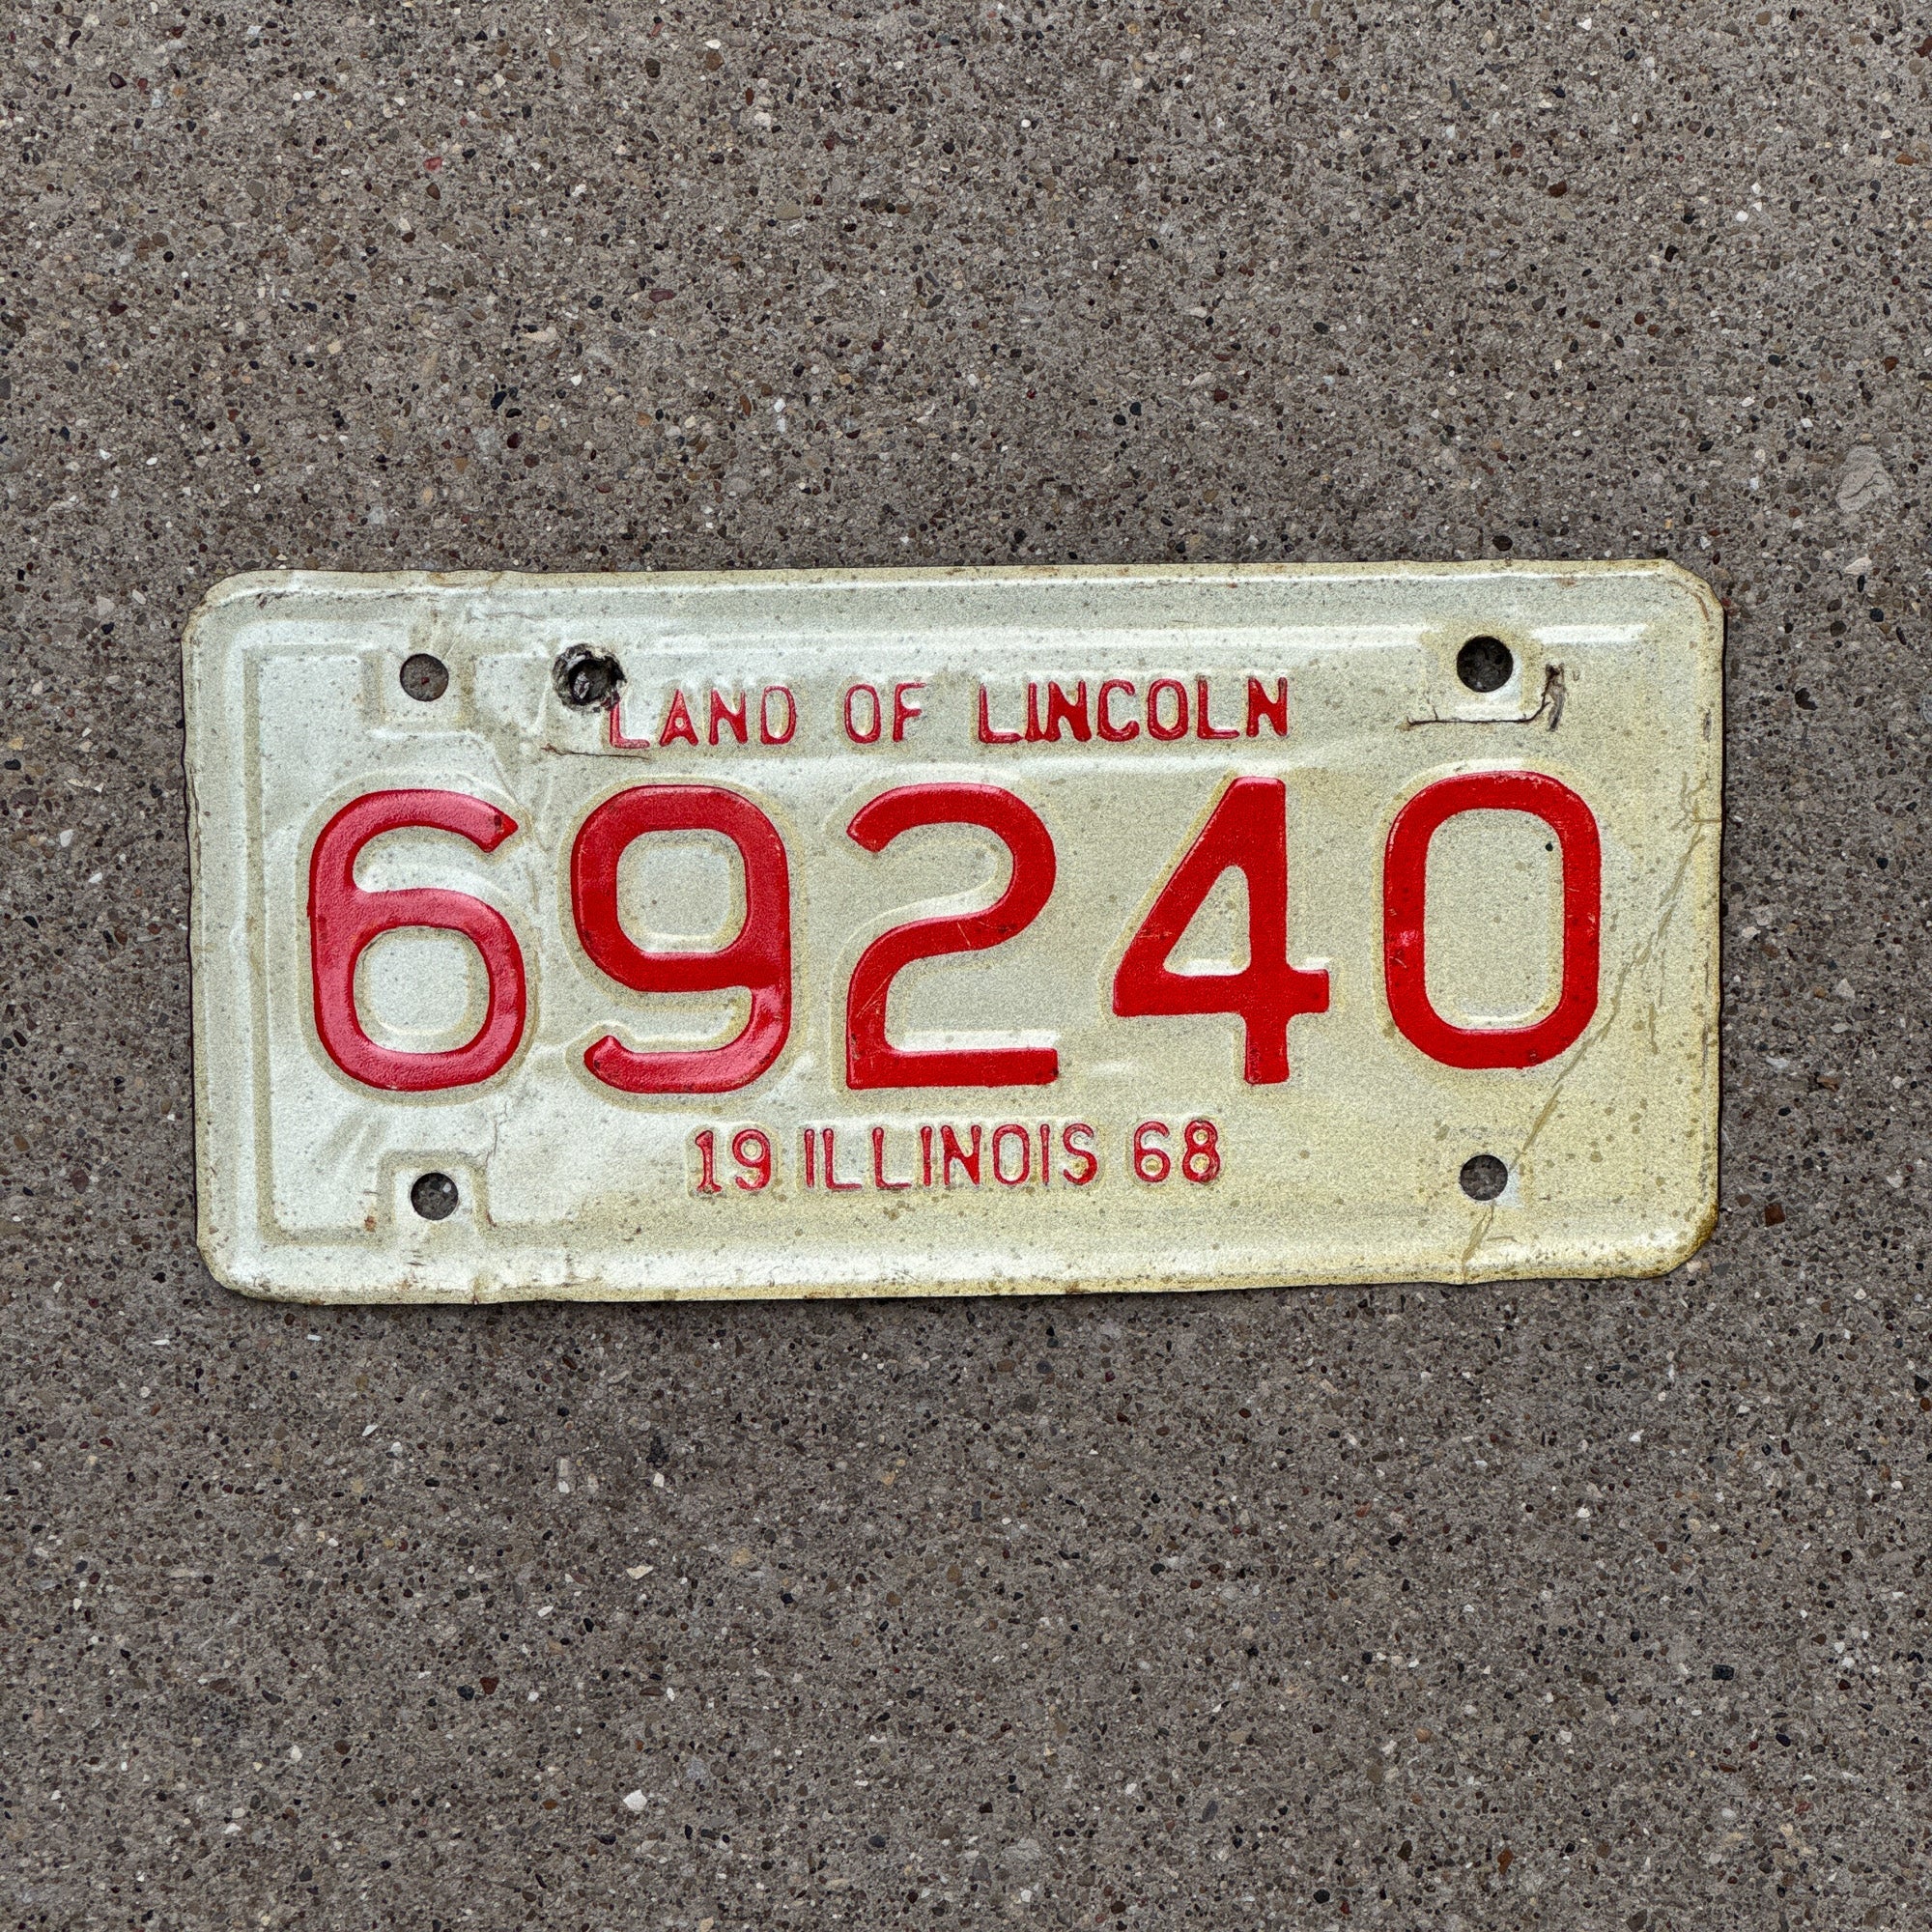 LAND OF LINCOLN
69240
19 ILLINOIS 68